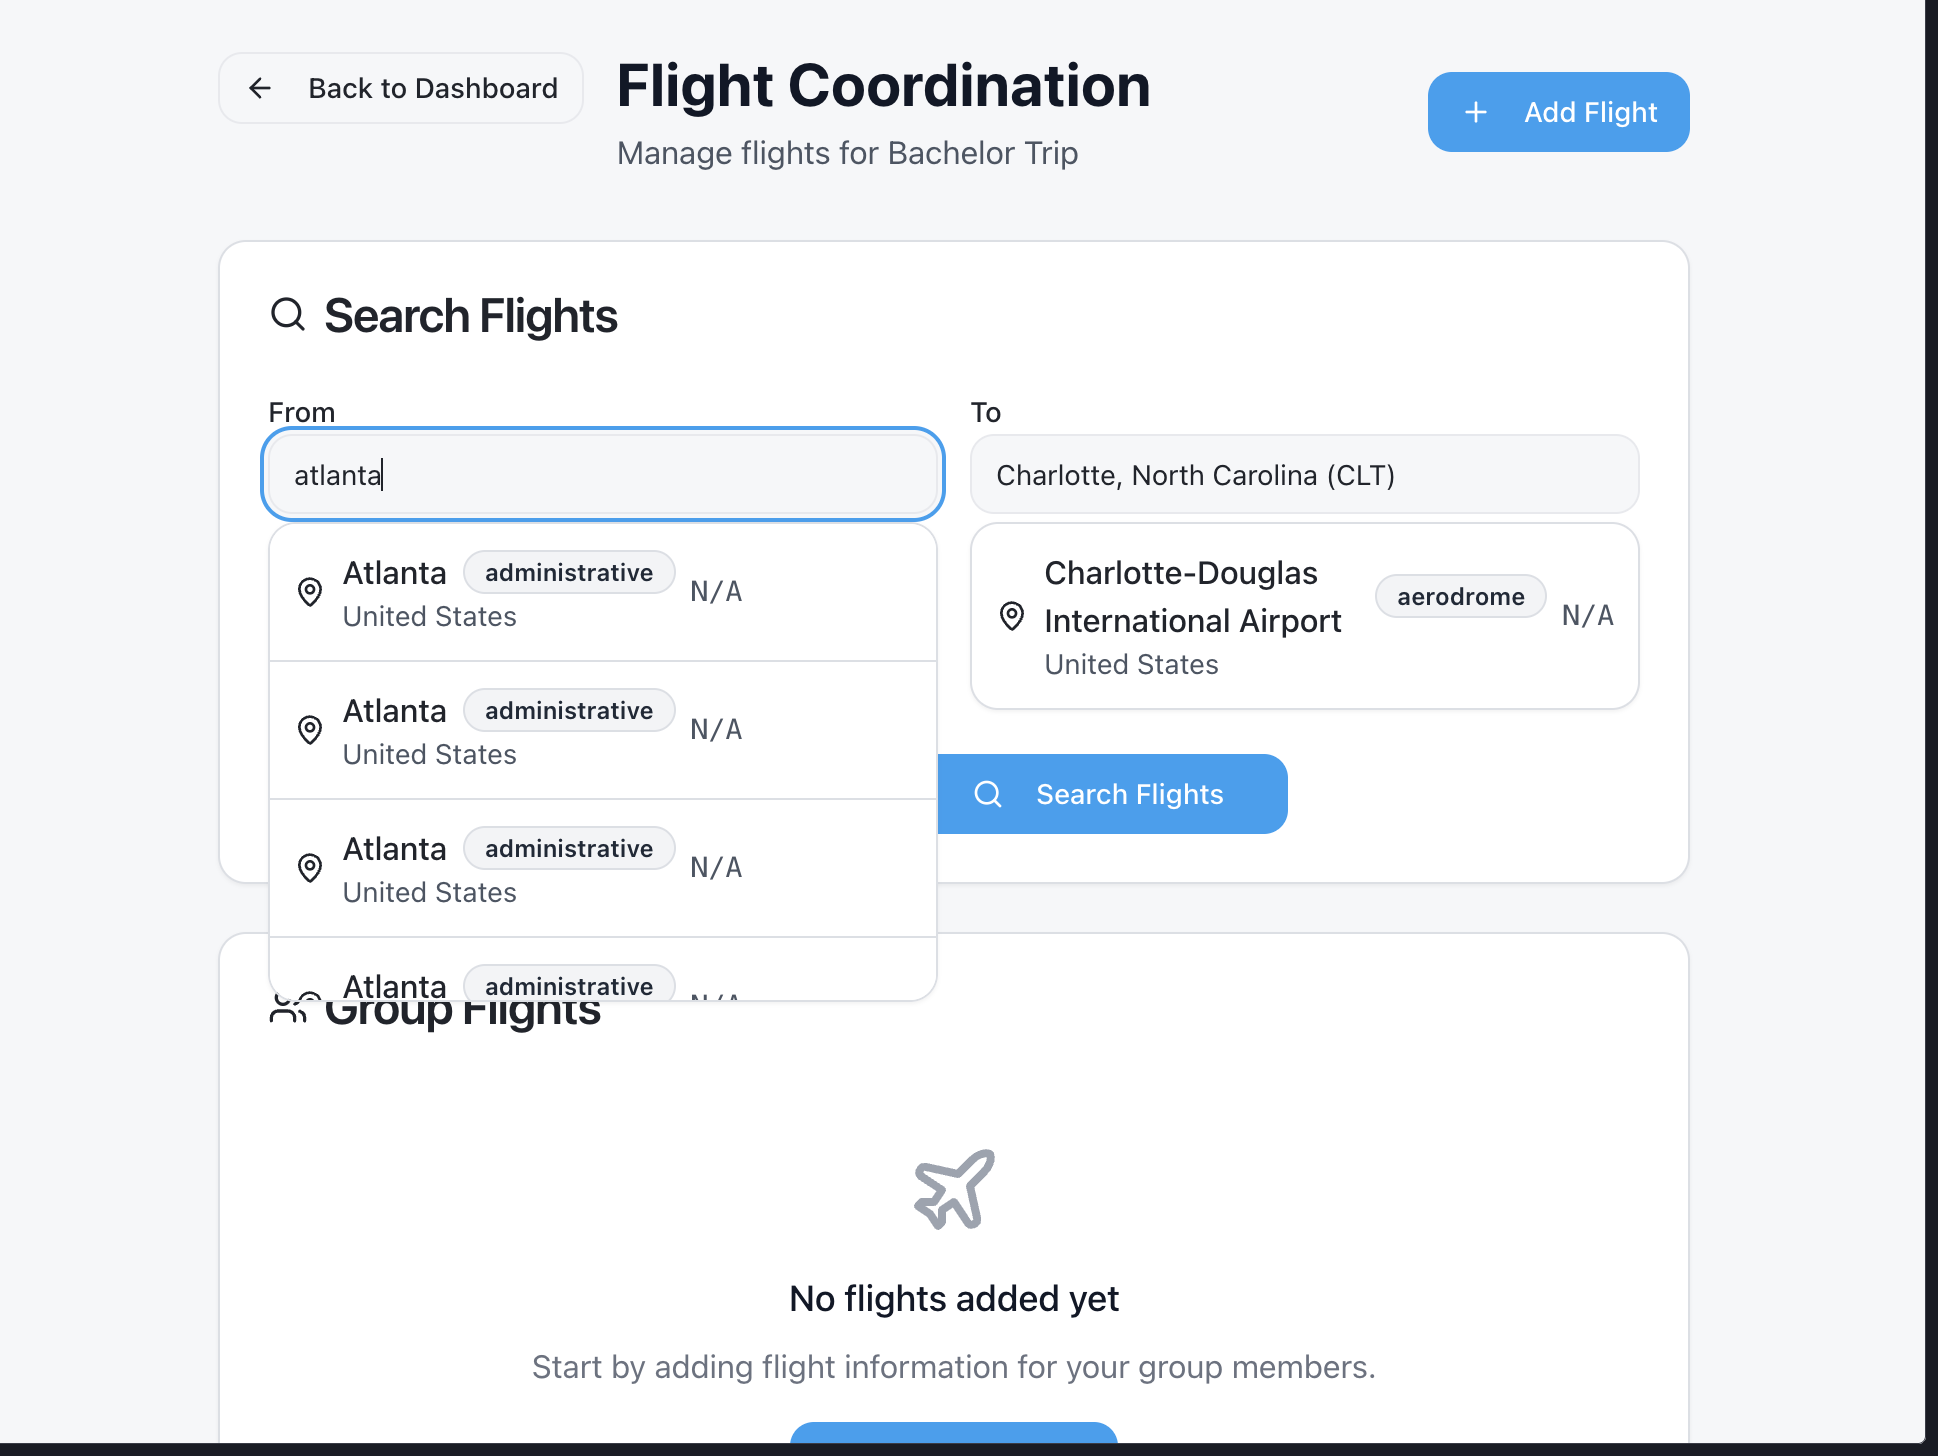 Back to Dashboard
Flight Coordination
Manage flights for Bachelor Trip
Add Flight
Search Flights
From
atlanta
To
Charlotte, North Carolina (CLT)
Atlanta administrative N/A
United States
Atlanta administrative N/A
United States
Atlanta administrative N/A
United States
Atlanta administrative N/A
Charlotte-Douglas
International Airport
aerodrome N/A
United States
Search Flights
Group Flights
No flights added yet
Start by adding flight information for your group members.